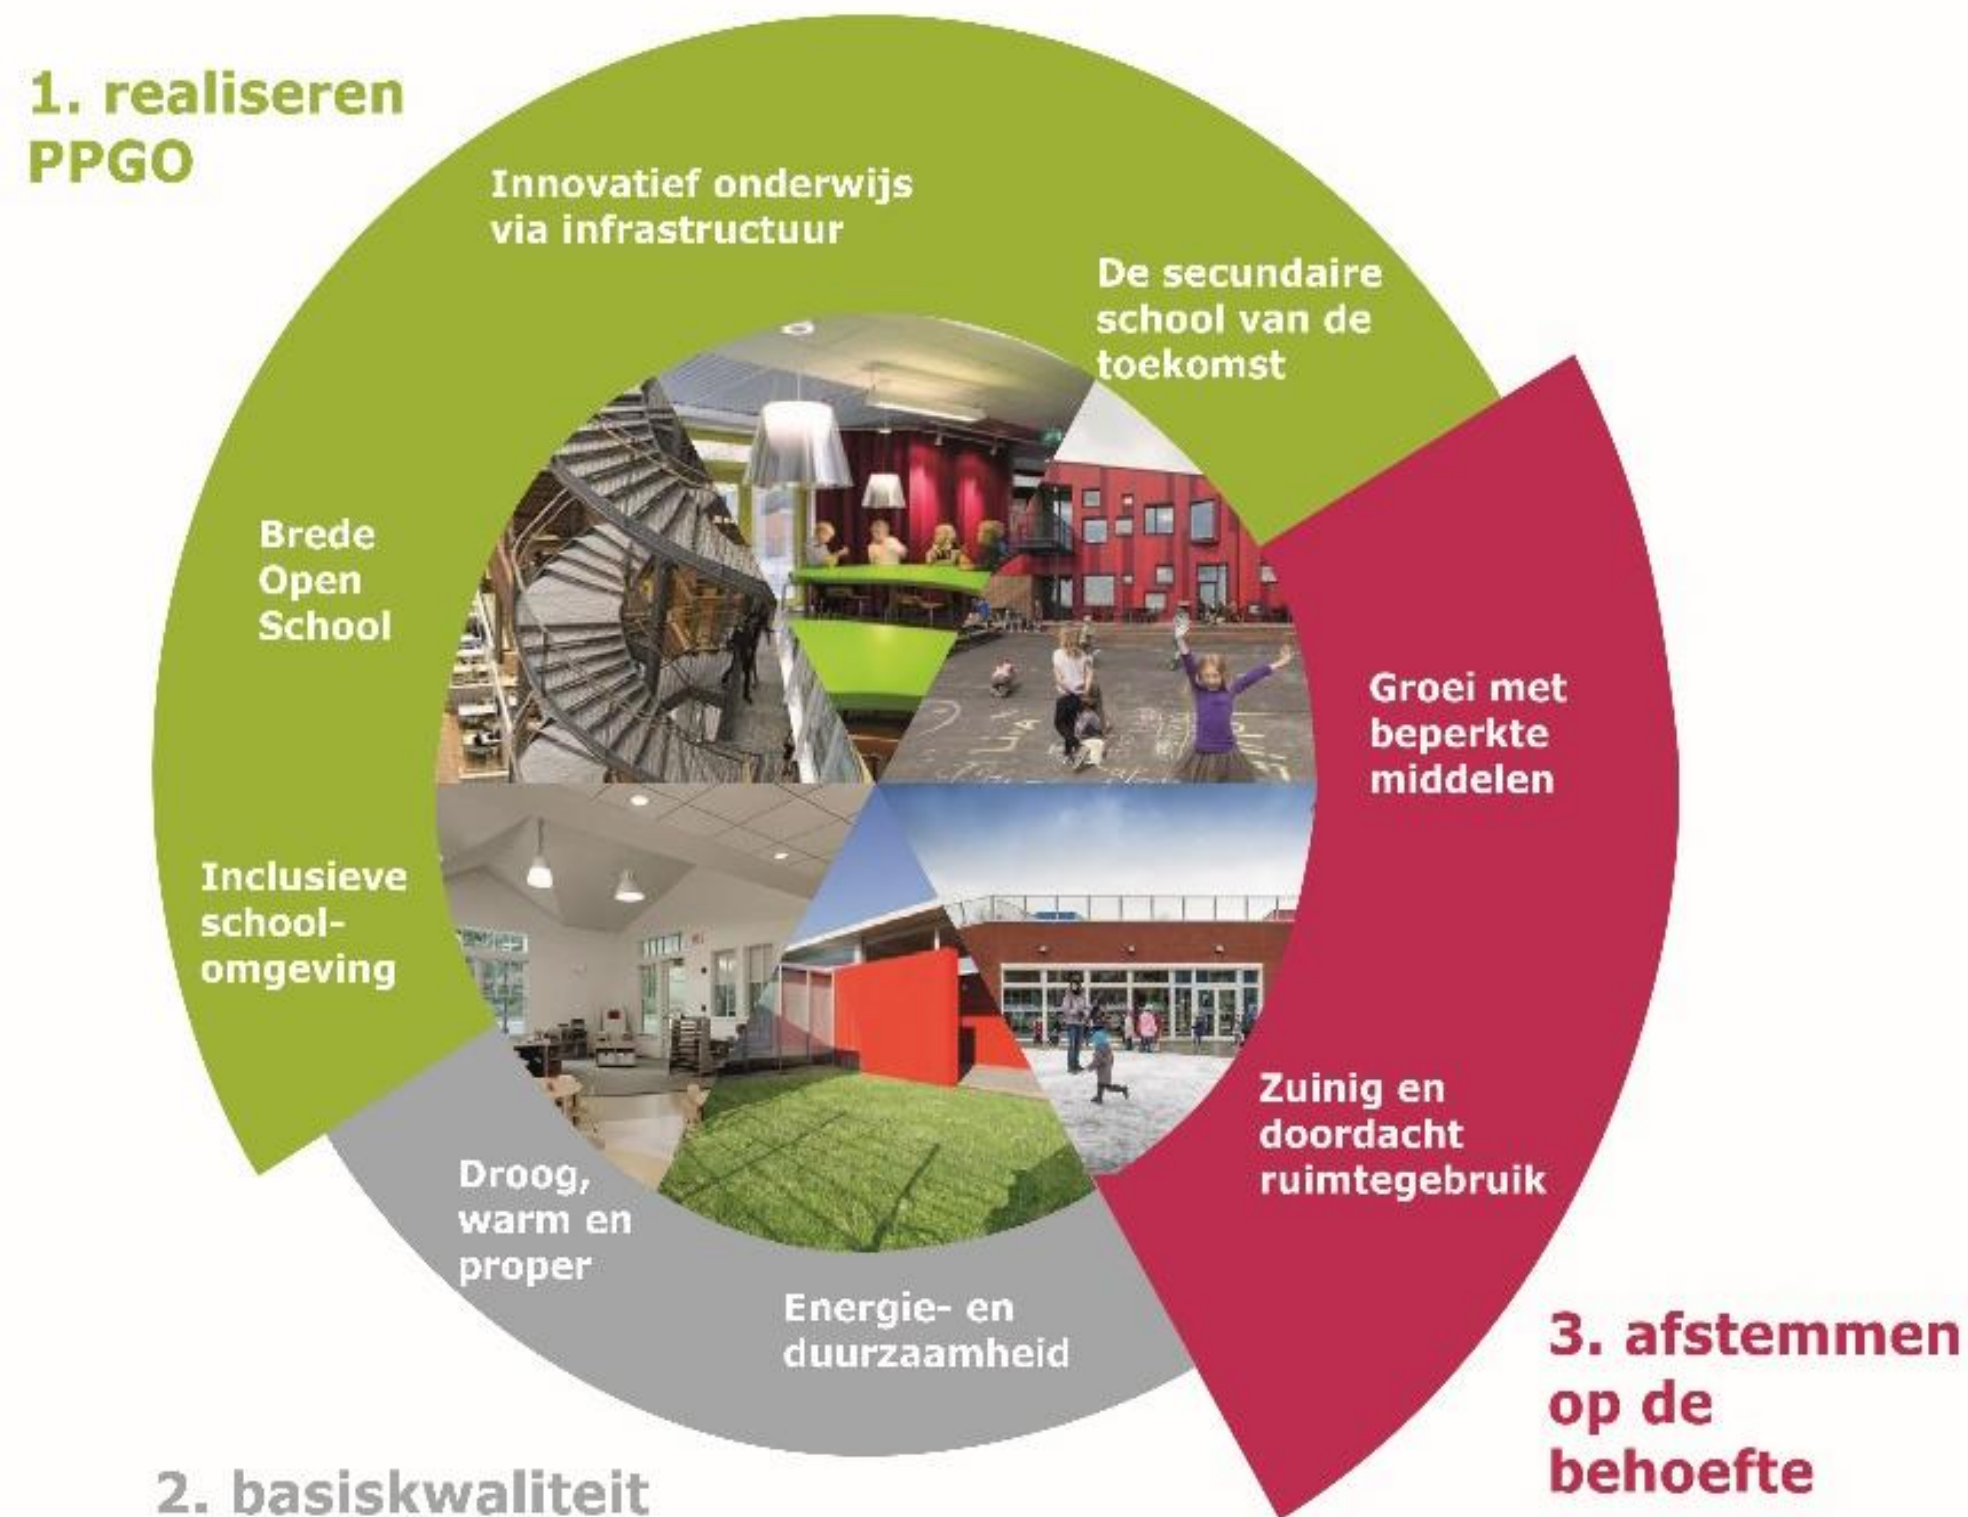 1. realiseren
PPGO
Innovatief onderwijs
via infrastructuur
De secundaire
school van de
toekomst
Brede
Open
School
Groei met
beperkte
middelen
Inclusieve
school-
omgeving
Zuinig en
doordacht
ruimtegebruik
Droog,
warm en
proper
Energie- en
duurzaamheid
3. afstemmen
op de
behoefte
2. basiskwaliteit